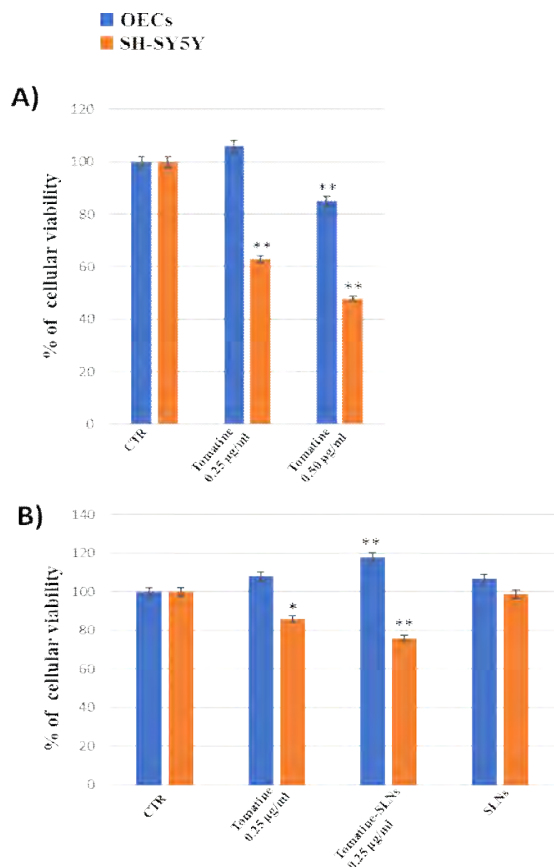 OECs
SH-SY5Y
A)
% of cellular viability
120
100
80
60
40
20
0
**
**
**
CTR
Tomatine
0.25 µg/ml
Tomatine
0.50 µg/ml
B)
% of cellular viability
140
120
100
80
60
40
20
0
*
**
**
CTR
Tomatine
0.25 µg/ml
Tomatine-SLNs
0.25 µg/ml
SLNs